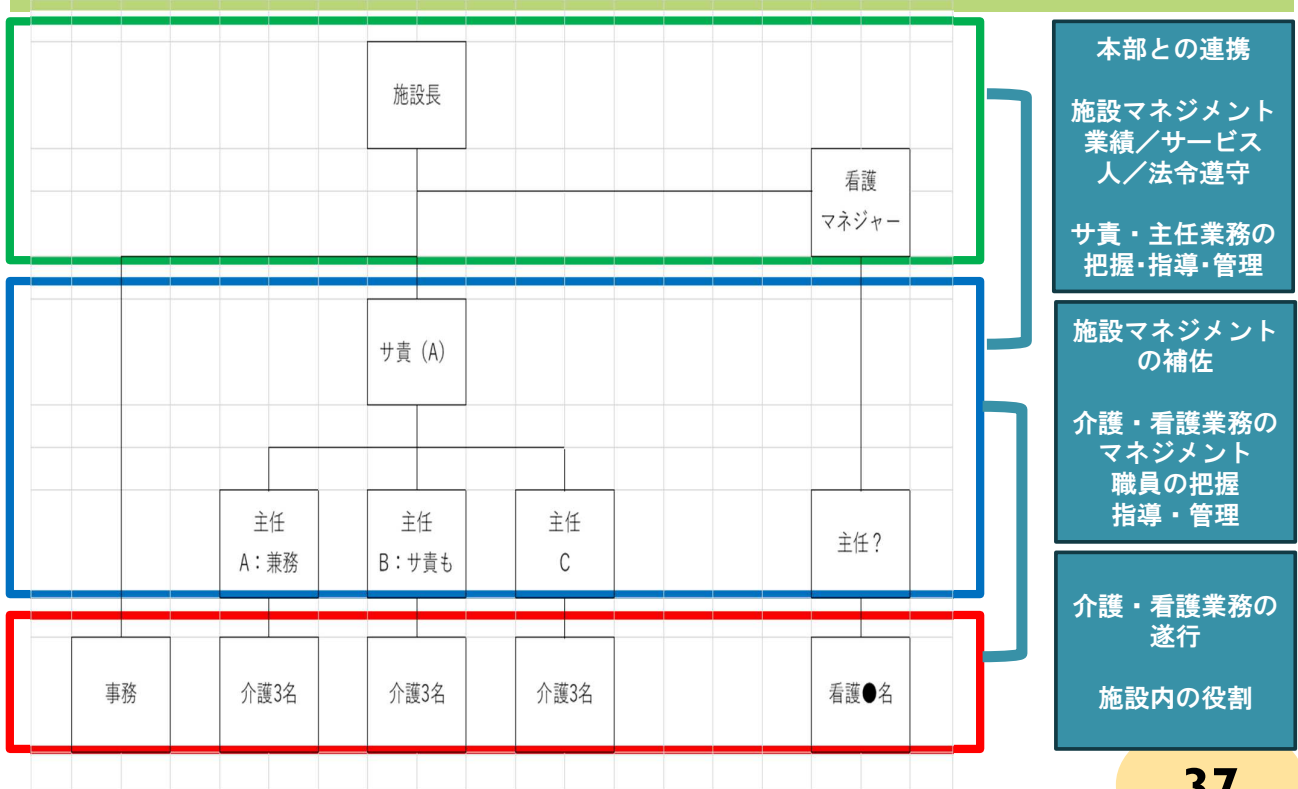 施設長
看護
マネジャー
サ責（A）
主任
A：兼務
主任
B：サ責も
主任
C
主任？
事務
介護3名
介護3名
介護3名
看護●名
本部との連携
施設マネジメント
業績／サービス
人／法令遵守
サ責・主任業務の
把握・指導・管理
施設マネジメント
の補佐
介護・看護業務の
マネジメント
職員の把握
指導・管理
介護・看護業務の
遂行
施設内の役割
37